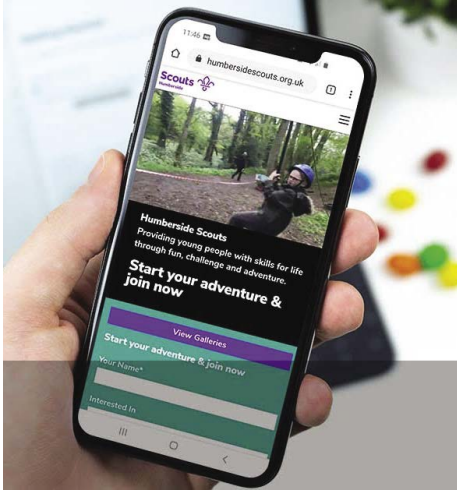 11:46
humbersidescouts.org.uk
1
Scouts
Humberside
Humberside Scouts
Providing young people with skills for life
through fun, challenge and adventure.
Start your adventure &
join now
View Galleries
Start your adventure & join now
Your Name*
Interested In